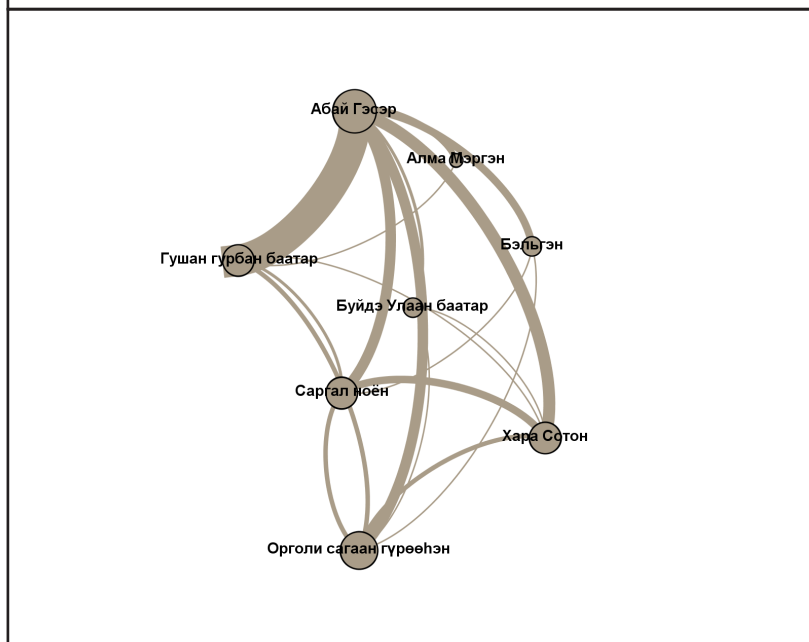 Абай Гэсэр
Алма Мэргэн
Бэльгэн
Гушан гурбан баатар
Буйдэ Улаан баатар
Саргал ноён
Хара Сотон
Орголи сагаан гүрөөһэн